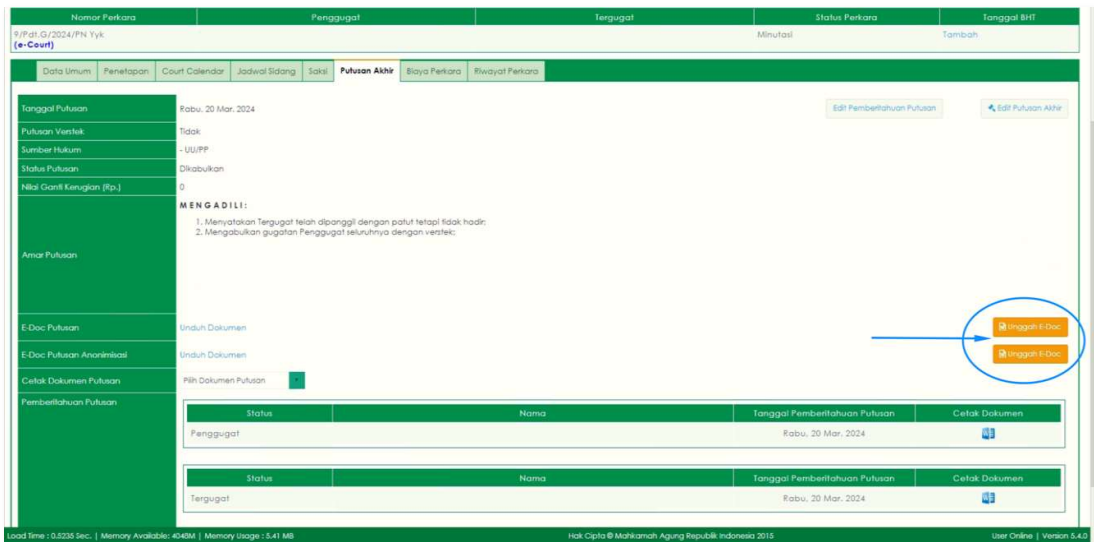 Nomor Perkara Penggugat Tergugat Status Perkara Tanggal BHT
9/Pdt.G/2024/PN Yyk Minutasi Tambah
(e-Court)
Data Umum Penetapan Court Calendar Jadwal Sidang Saksi Putusan Akhir Biaya Perkara Riwayat Perkara
Tanggal Putusan Rabu, 20 Mar. 2024 Edit Pemberitahuan Putusan Edit Putusan Akhir
Putusan Verstek Tidak
Sumber Hukum - UU/PP
Status Putusan Dikabulkan
Nilai Ganti Kerugian (Rp.) 0
MENGADILI:
1. Menyatakan Tergugat telah dipanggil dengan patut tetapi tidak hadir;
2. Mengabulkan gugatan Penggugat seluruhnya dengan verstek;
Amar Putusan
E-Doc Putusan Unduh Dokumen Unggah E-Doc
E-Doc Putusan Anonimisasi Unduh Dokumen Unggah E-Doc
Cetak Dokumen Putusan Pilih Dokumen Putusan
Pemberitahuan Putusan
Status Nama Tanggal Pemberitahuan Putusan Cetak Dokumen
Penggugat Rabu, 20 Mar. 2024
Status Nama Tanggal Pemberitahuan Putusan Cetak Dokumen
Tergugat Rabu, 20 Mar. 2024
Load Time : 0.5235 Sec. | Memory Available: 4048M | Memory Usage : 5.41 MB Hak Cipta © Mahkamah Agung Republik Indonesia 2015 User Online | Version 5.4.0